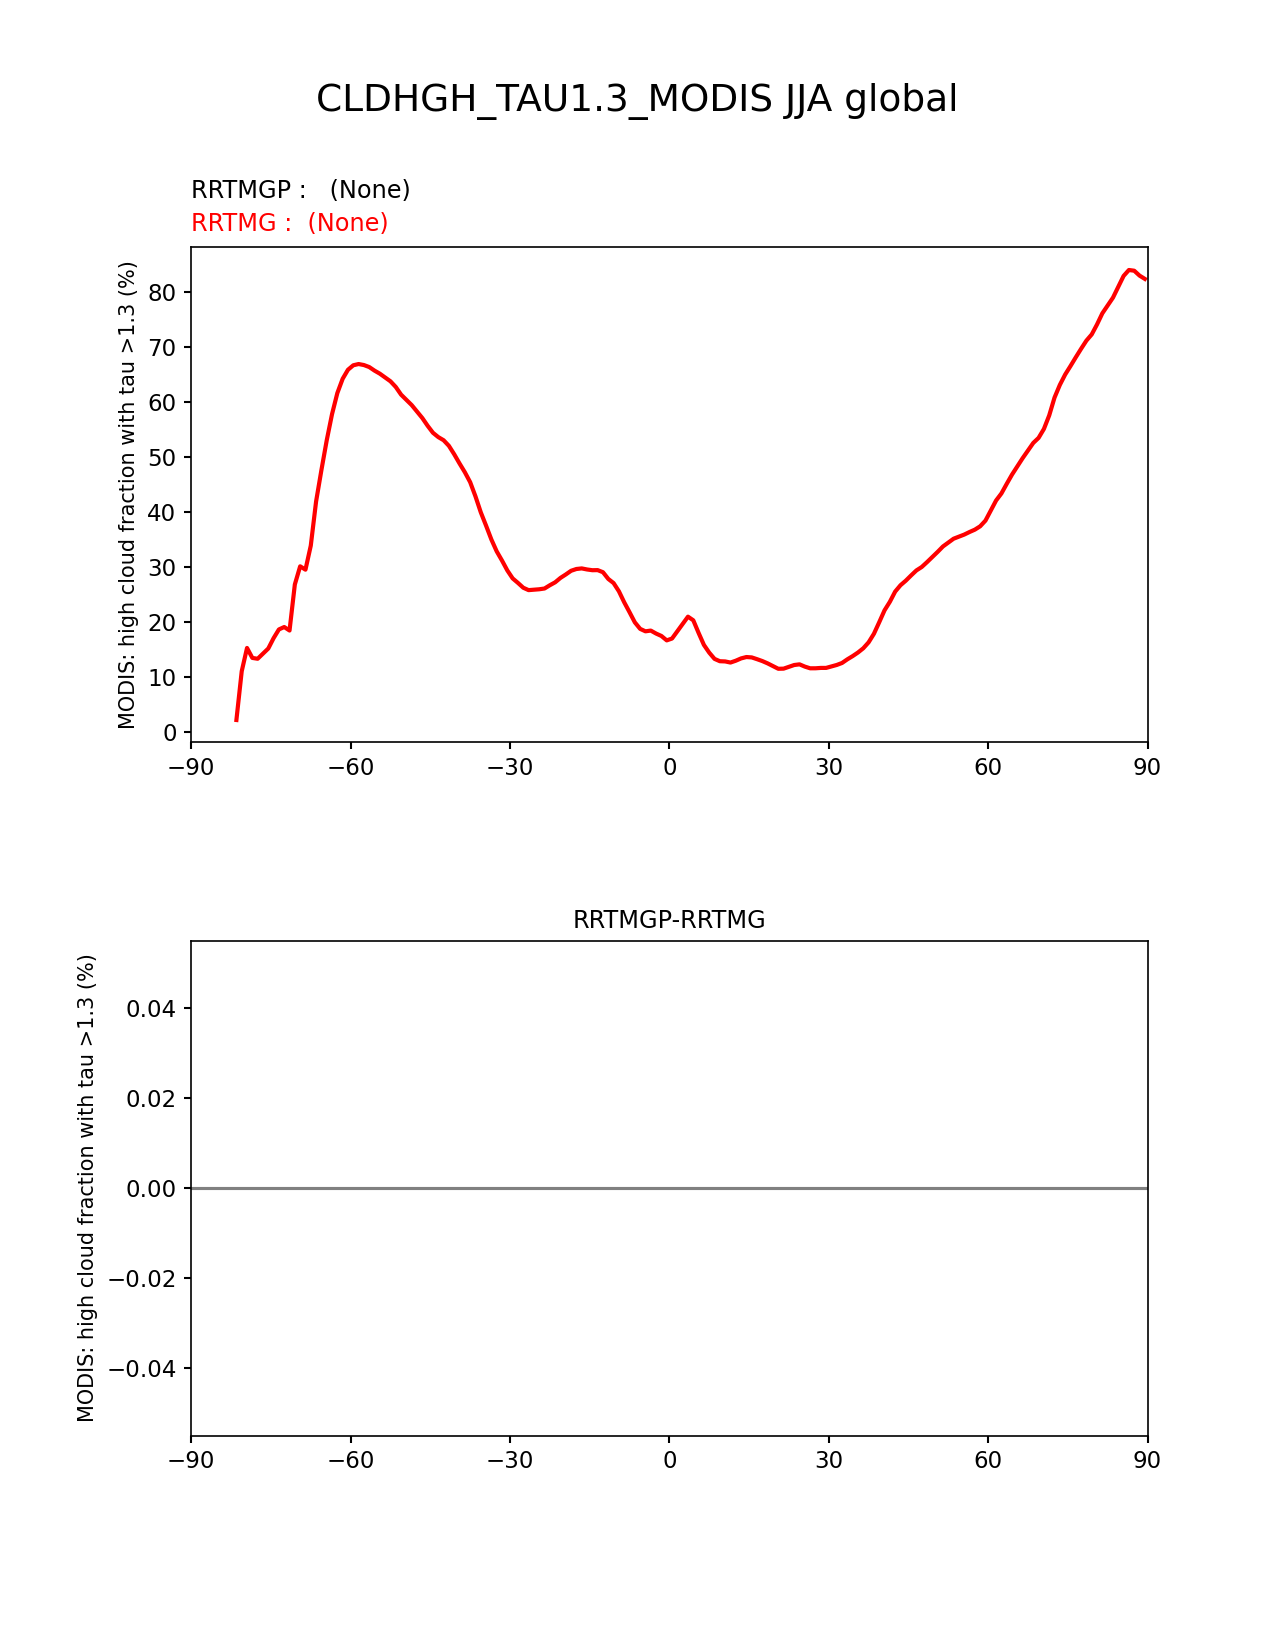 CLDHGH_TAU1.3_MODIS JJA global
RRTMGP :   (None)
RRTMG :  (None)
MODIS: high cloud fraction with tau >1.3 (%)
80
70
60
50
40
30
20
10
0
−90 −60 −30 0 30 60 90
RRTMGP-RRTMG
MODIS: high cloud fraction with tau >1.3 (%)
0.04
0.02
0.00
−0.02
−0.04
−90 −60 −30 0 30 60 90